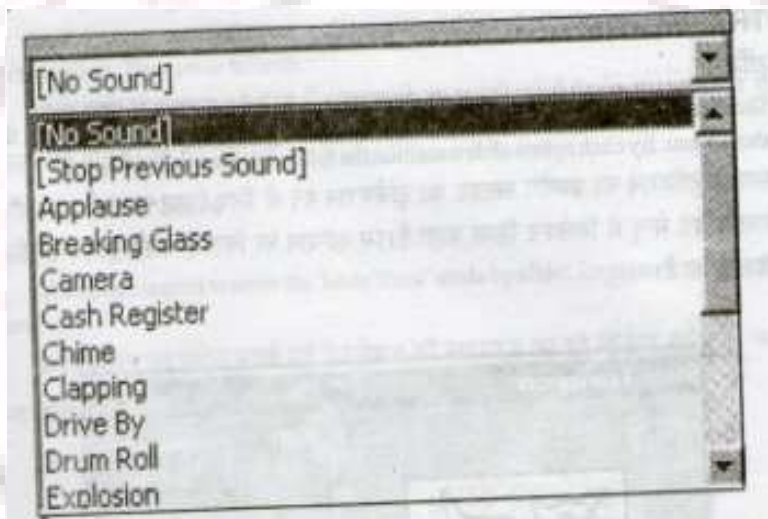 [No Sound]
[No Sound]
[Stop Previous Sound]
Applause
Breaking Glass
Camera
Cash Register
Chime
Clapping
Drive By
Drum Roll
Explosion